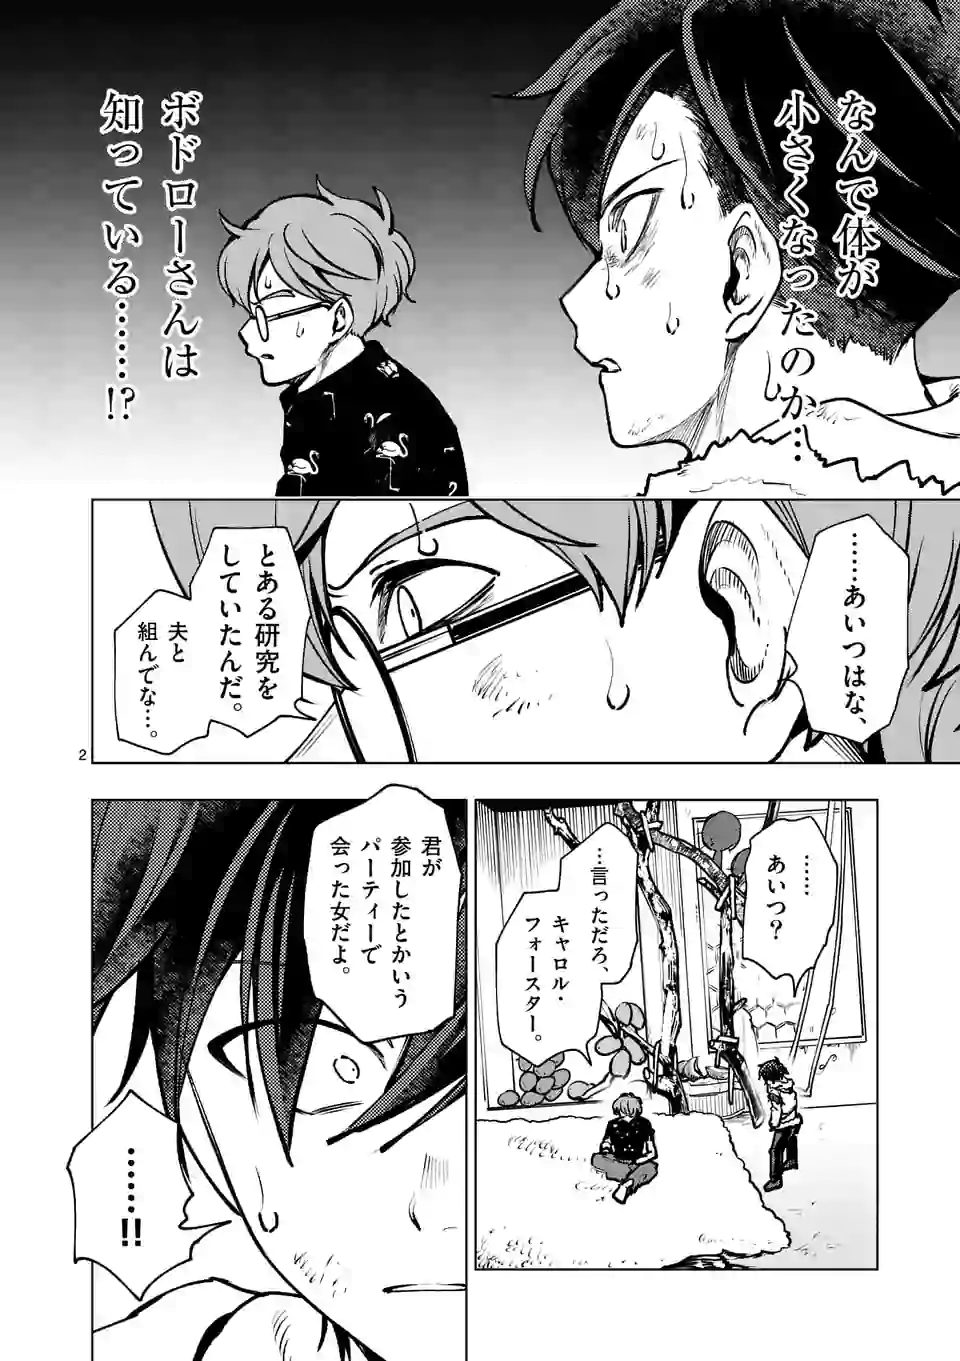 なんで体が
小さくなったのか…
ボドローさんは
知っている………!?
……あいつはな、
とある研究を
していたんだ。
夫と
組んでな…。
2
……
あいつ？
…言っただろ、
キャロル・
フォースター。
君が
参加したとかいう
パーティーで
会った女だよ。
……!!